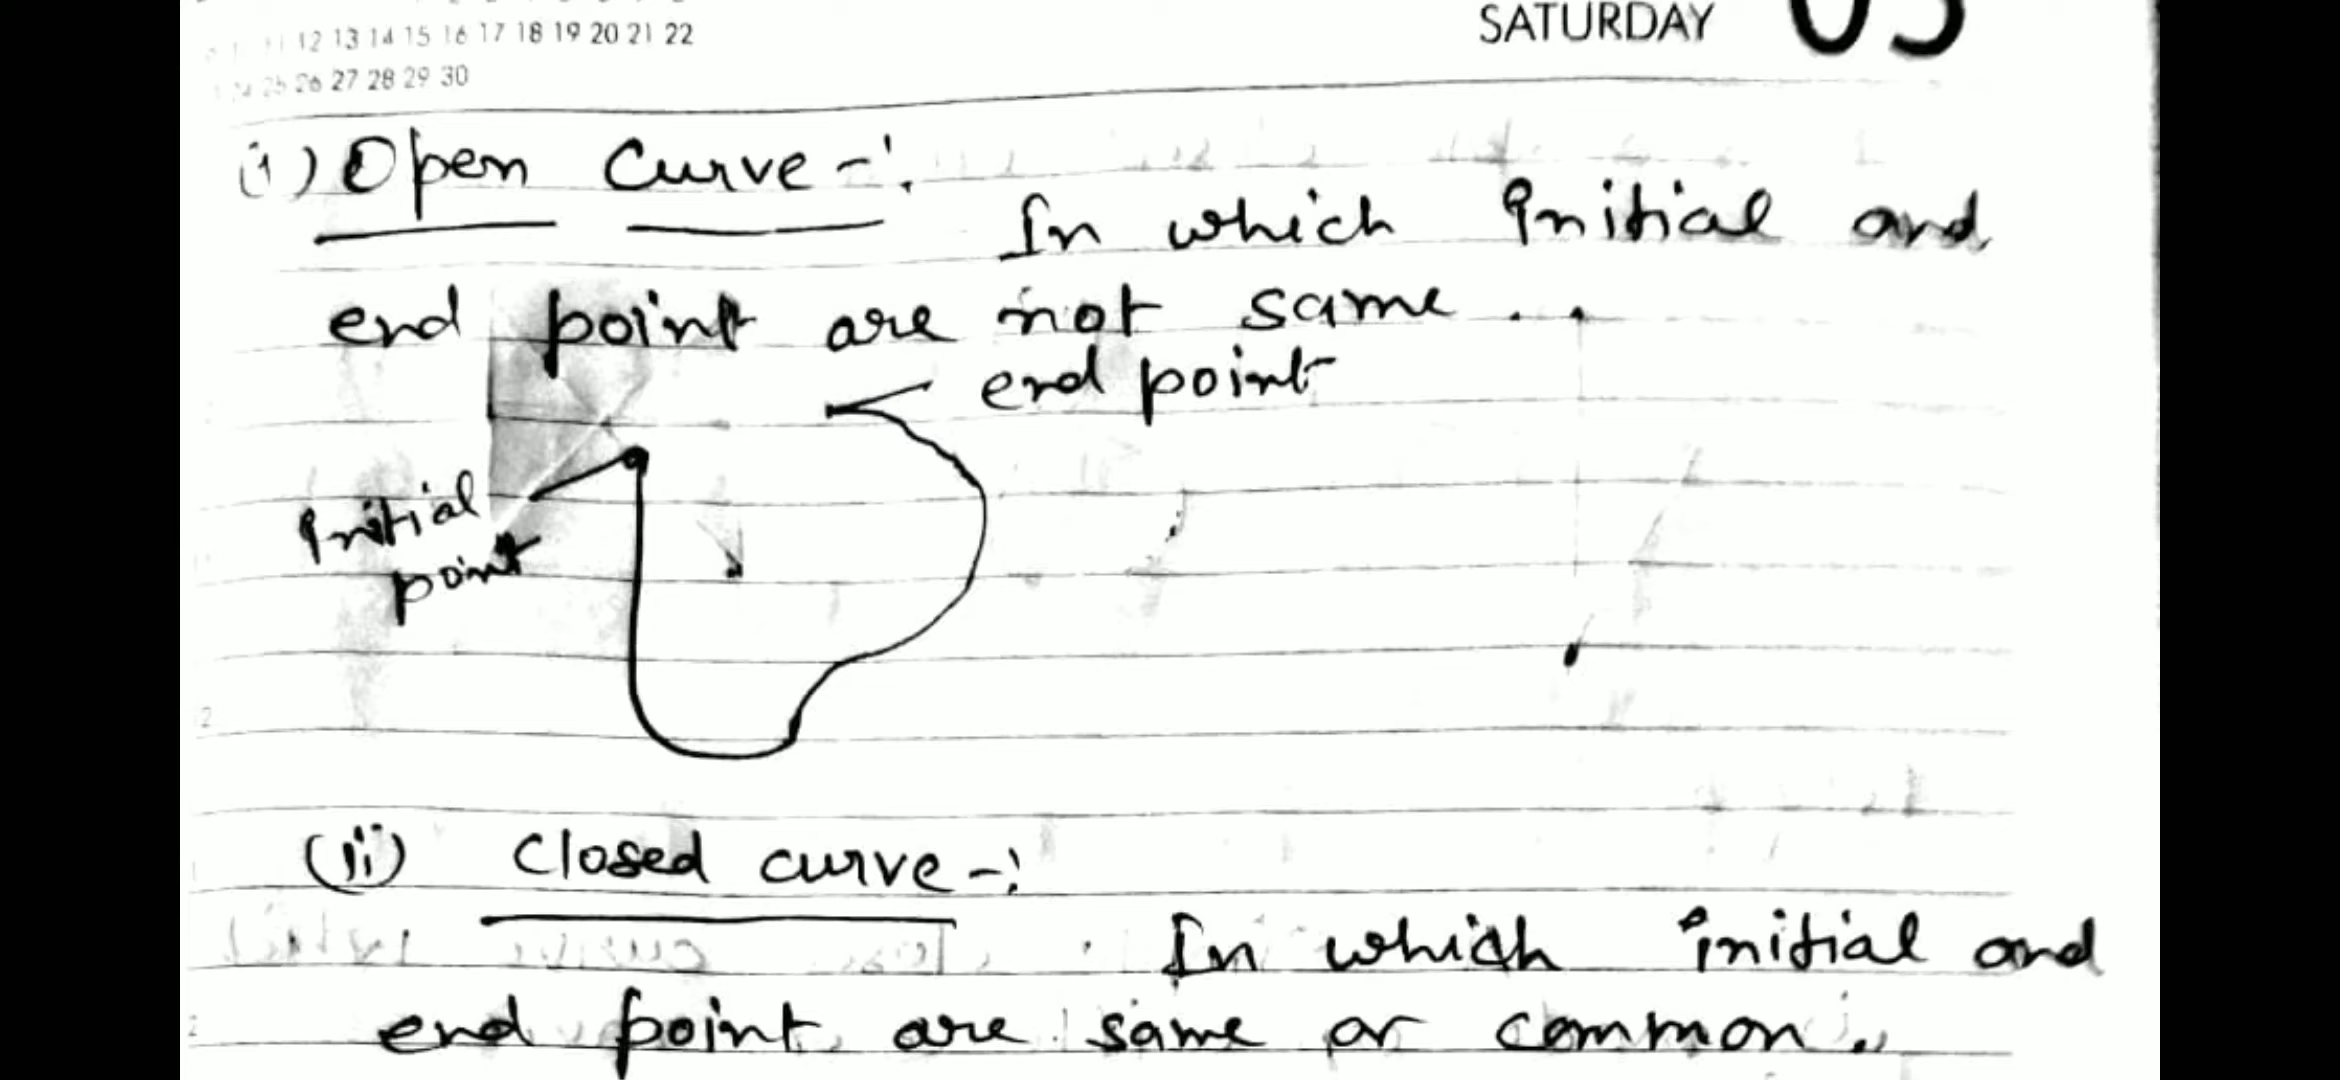 12 13 14 15 16 17 18 19 20 21 22
SATURDAY
25 26 27 28 29 30
(i) Open Curve -:
In which initial and
end point are not same .
end point
initial
point
(ii) Closed curve -:
In which initial and
end point are same or common .